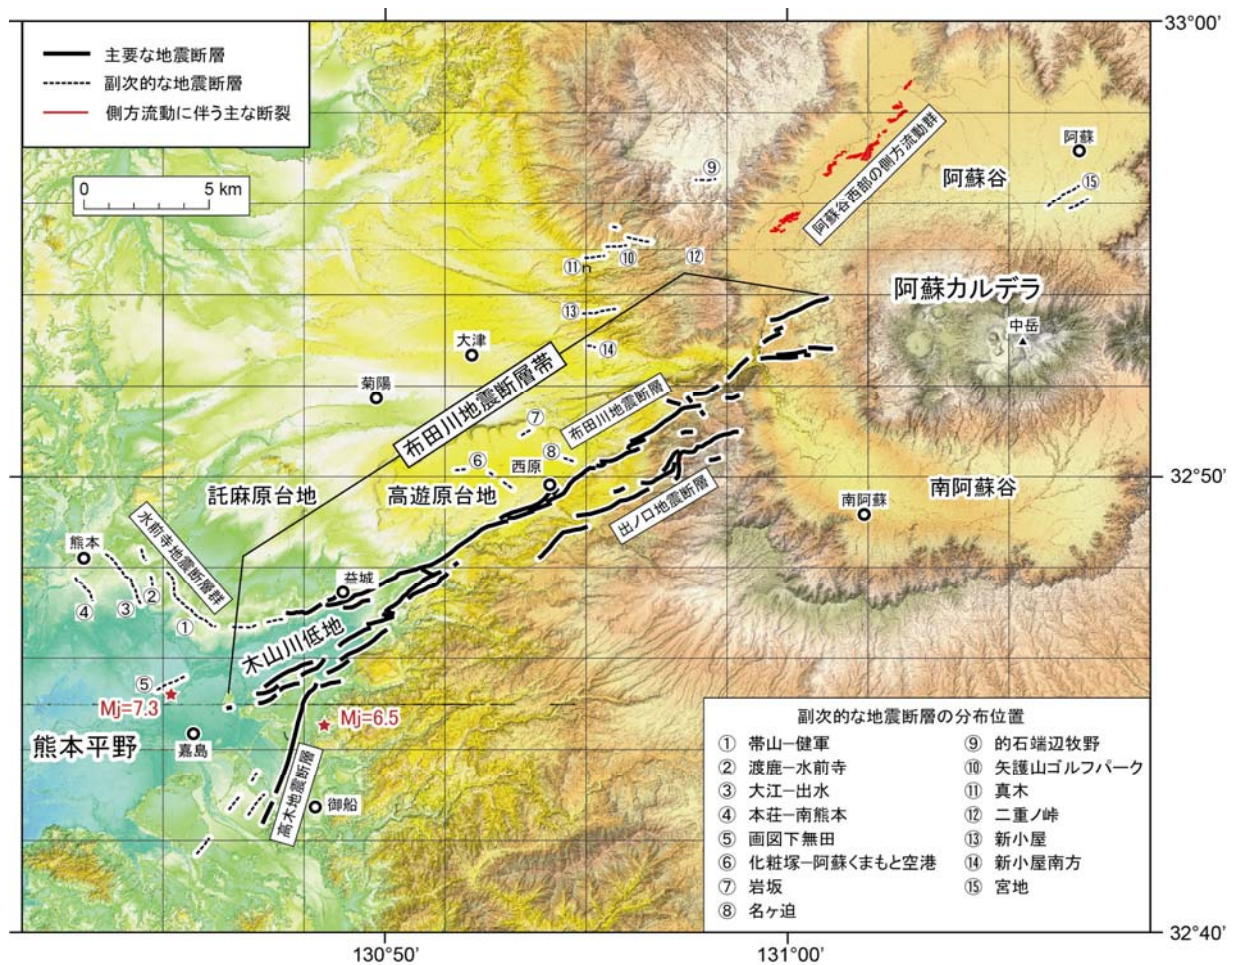 33°00'
主要な地震断層
副次的な地震断層
側方流動に伴う主な断裂
0 5 km
阿蘇谷西部の側方流動群
阿蘇
⑨
阿蘇谷
⑮
⑩
⑪n
⑫
阿蘇カルデラ
中岳
⑬
⑭
大津
菊陽
布田川地震断層帯
布田川地震断層
⑦
⑧
⑥
西原
32°50'
託麻原台地
高遊原台地
出ノ口地震断層
南阿蘇谷
南阿蘇
水前寺地震断層群
熊本
益城
④
③
②
①
木山川低地
⑤
Mj=7.3
Mj=6.5
熊本平野
嘉島
高木地震断層
御船
副次的な地震断層の分布位置
① 帯山−健軍
② 渡鹿−水前寺
③ 大江−出水
④ 本荘−南熊本
⑤ 画図下無田
⑥ 化粧塚−阿蘇くまもと空港
⑦ 岩坂
⑧ 名ヶ迫
⑨ 的石端辺牧野
⑩ 矢護山ゴルフパーク
⑪ 真木
⑫ 二重ノ峠
⑬ 新小屋
⑭ 新小屋南方
⑮ 宮地
32°40'
130°50'
131°00'